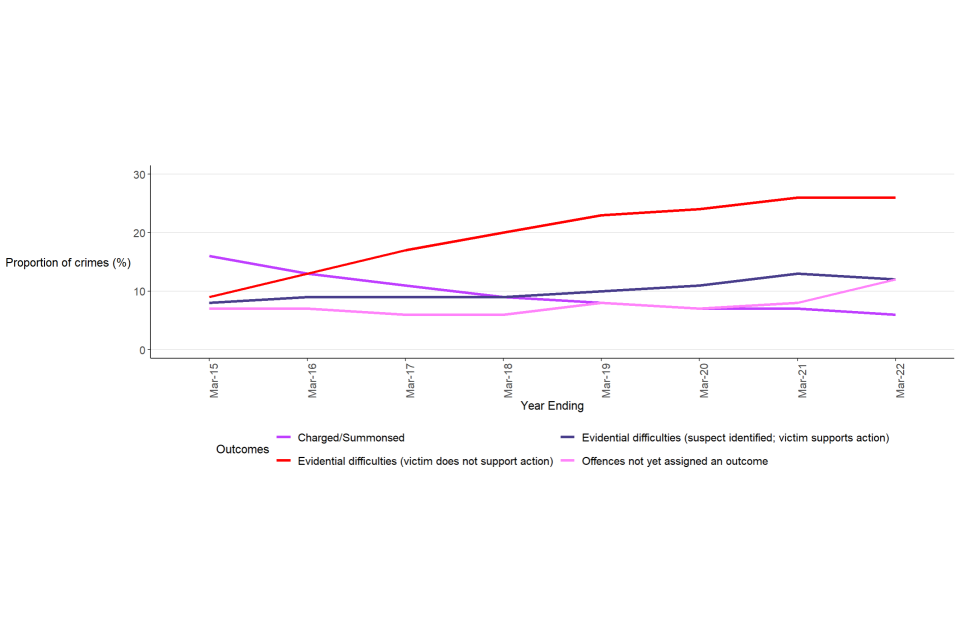 30
20
Proportion of crimes (%)
10
0
Mar-15
Mar-16
Mar-17
Mar-18
Mar-19
Mar-20
Mar-21
Mar-22
Year Ending
Outcomes
Charged/Summonsed
Evidential difficulties (suspect identified; victim supports action)
Evidential difficulties (victim does not support action)
Offences not yet assigned an outcome